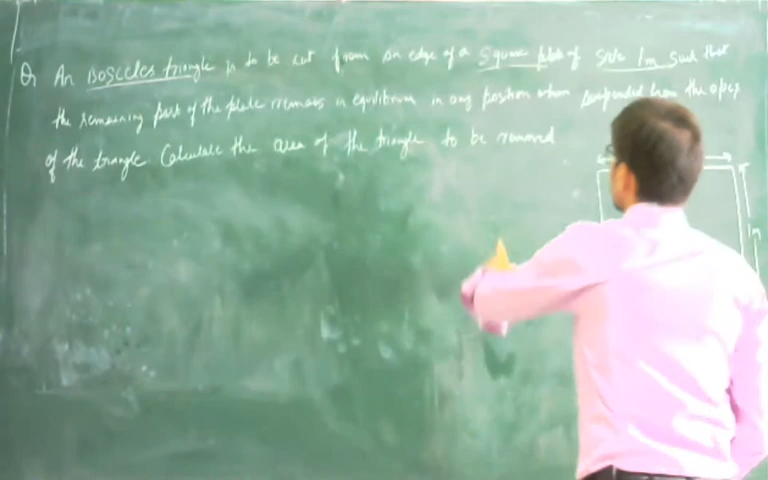 Q, An isosceles triangle is to be cut from an edge of a square plate of side 1m such that
the remaining part of the plate remains in equilibrium in any position when suspended from the apex
of the triangle. Calculate the area of the triangle to be removed
1m